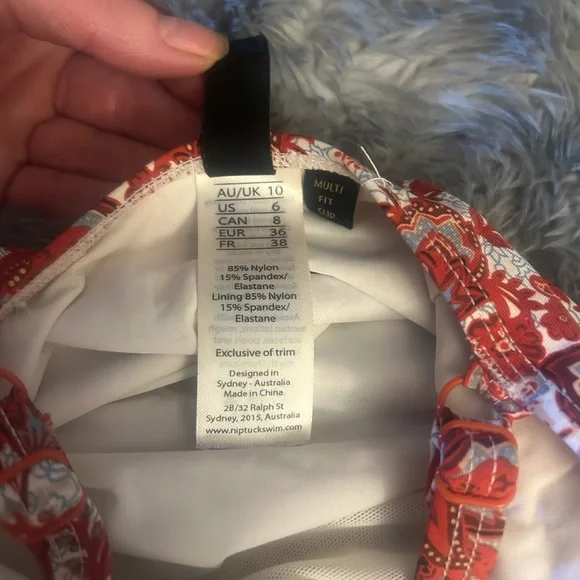 AU/UK 10
US 6
CAN 8
EUR 36
FR 38
85% Nylon
15% Spandex/
Elastane
Lining 85% Nylon
15% Spandex/
Elastane
Exclusive of trim
Designed in
Sydney - Australia
Made in China
2B/32 Ralph St
Sydney, 2015, Australia
www.niptuckswim.com
MULTI
FIT
CUP